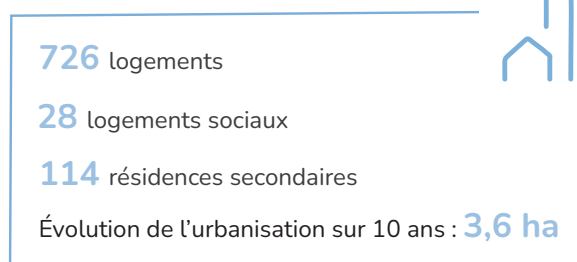 726 logements
28 logements sociaux
114 résidences secondaires
Évolution de l’urbanisation sur 10 ans : 3,6 ha